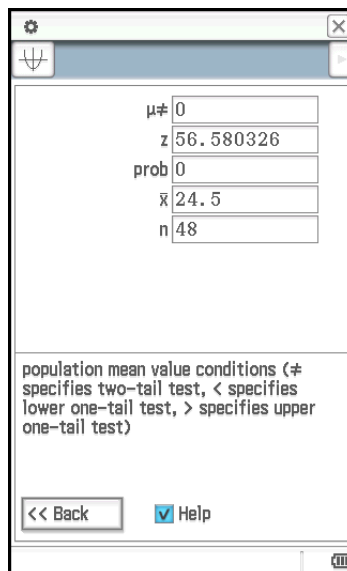 μ≠ 0
z 56.580326
prob 0
x̄ 24.5
n 48
population mean value conditions (≠
specifies two-tail test, < specifies
lower one-tail test, > specifies upper
one-tail test)
<< Back Help